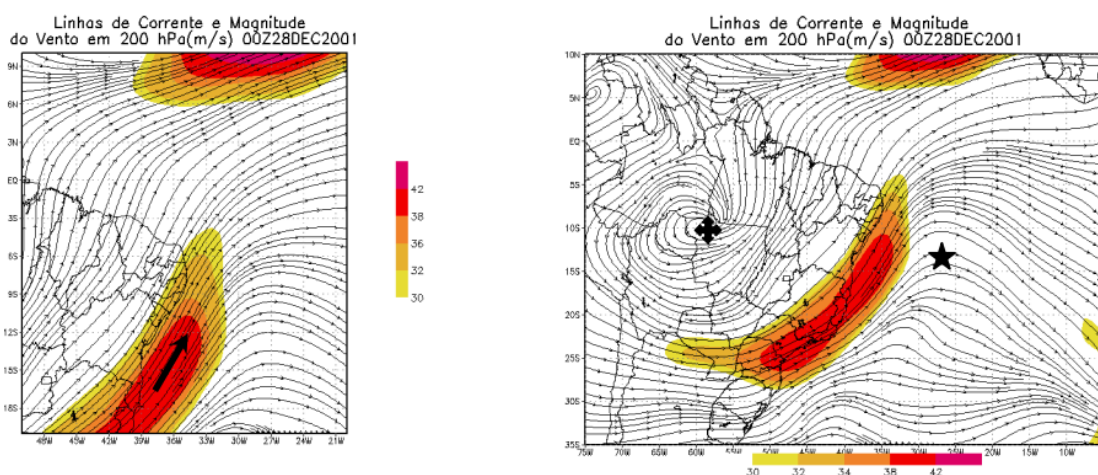 Linhas de Corrente e Magnitude
do Vento em 200 hPa(m/s) 00Z28DEC2001
9N
6N
3N
EQ
3S
6S
9S
12S
15S
18S
48W 45W 42W 39W 36W 33W 30W 27W 24W 21W
42
38
36
34
32
30
Linhas de Corrente e Magnitude
do Vento em 200 hPa(m/s) 00Z28DEC2001
10N
5N
EQ
5S
10S
15S
20S
25S
30S
35S
75W 70W 65W 60W 55W 50W 45W 40W 35W 30W 25W 20W 15W 10W
30 32 34 38 42